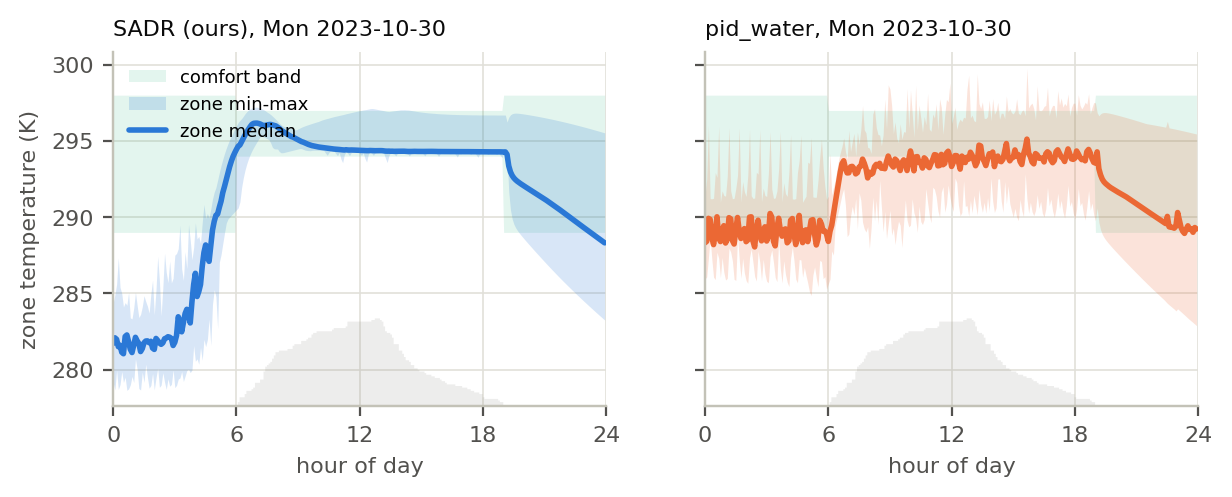 SADR (ours), Mon 2023-10-30
pid_water, Mon 2023-10-30
comfort band
zone min-max
zone median
zone temperature (K)
300
295
290
285
280
0 6 12 18 24
0 6 12 18 24
hour of day
hour of day